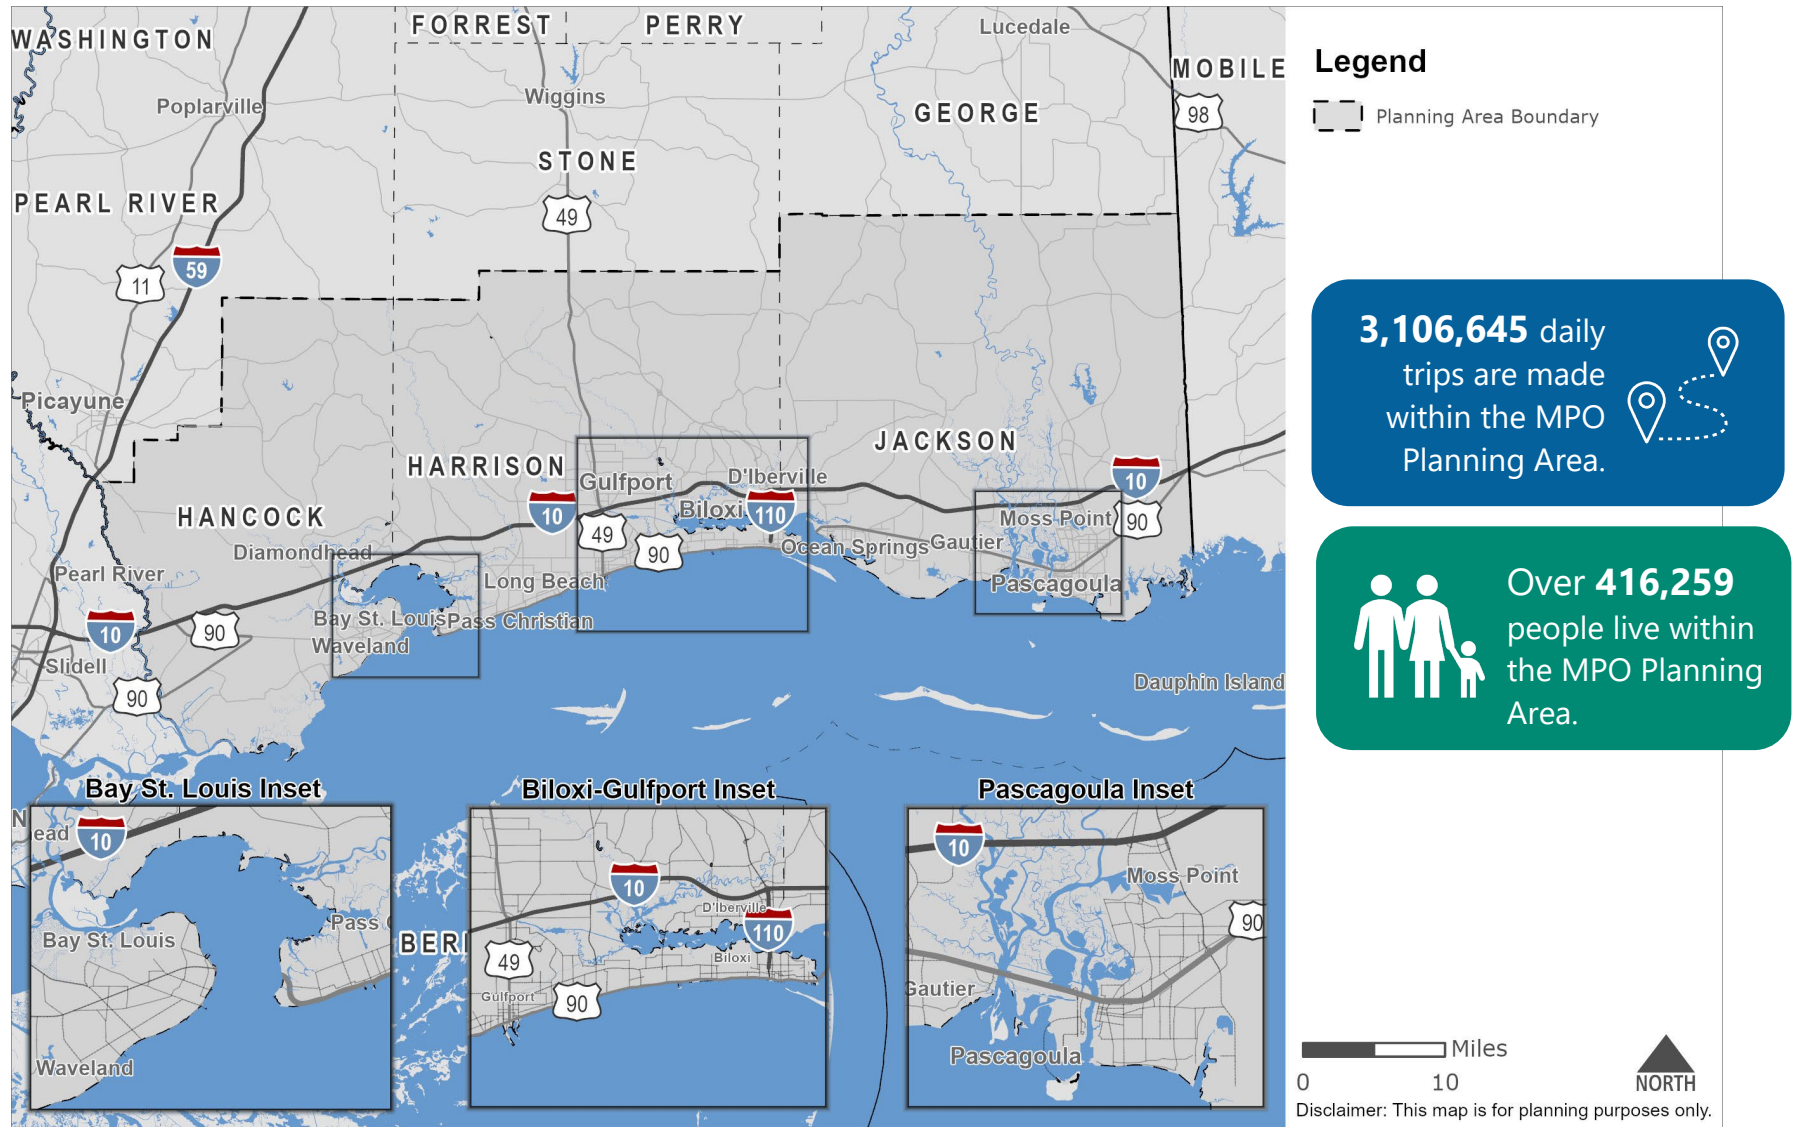 WASHINGTON
FORREST
PERRY
Lucedale
MOBILE
Poplarville
Wiggins
GEORGE
98
STONE
PEARL RIVER
49
59
11
Picayune
JACKSON
HARRISON
Gulfport
D'Iberville
10
10
Biloxi
110
HANCOCK
49
90
Moss Point
90
Diamondhead
Ocean Springs
Gautier
Pearl River
Long Beach
Pascagoula
10
90
Bay St. Louis
Pass Christian
Waveland
Slidell
90
Dauphin Island
Bay St. Louis Inset
N
ead
10
Pass C
Bay St. Louis
Waveland
BERI
Biloxi-Gulfport Inset
10
D'Iberville
110
49
Biloxi
Gulfport
90
Pascagoula Inset
10
Moss Point
90
Gautier
Pascagoula
Legend
Planning Area Boundary
3,106,645 daily
trips are made
within the MPO
Planning Area.
Over 416,259
people live within
the MPO Planning
Area.
Miles
0 10
NORTH
Disclaimer: This map is for planning purposes only.